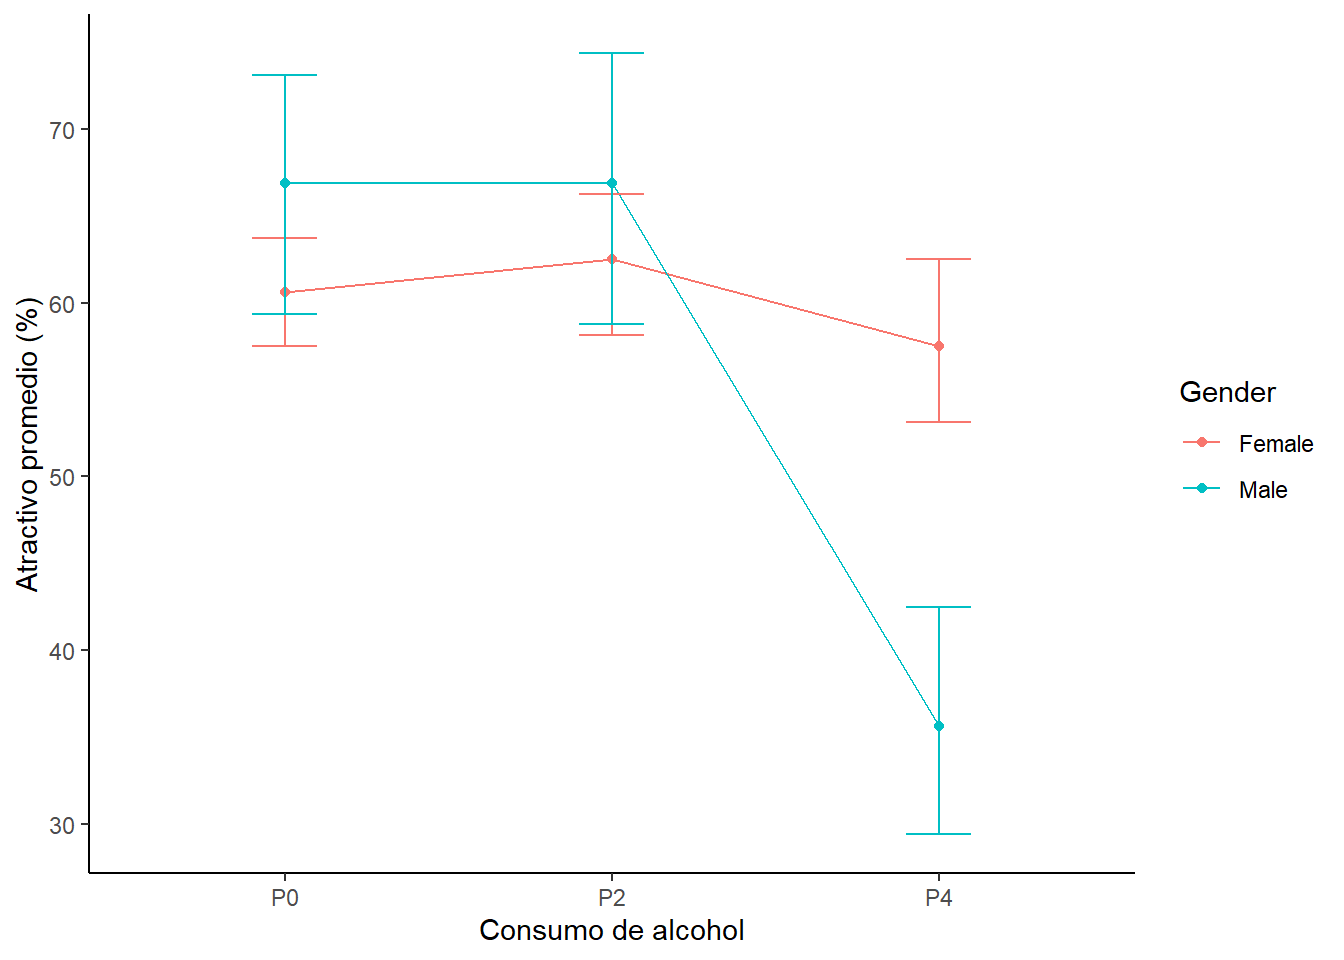 Atractivo promedio (%)
70
60
50
40
30
P0 P2 P4
Consumo de alcohol
Gender
Female
Male